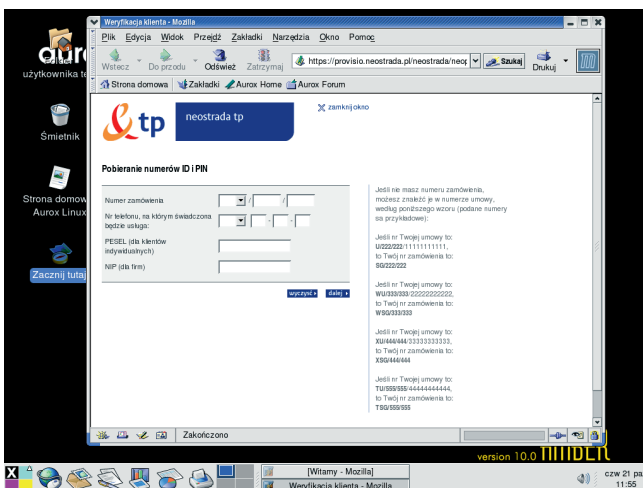 Weryfikacja klienta - Mozilla
Plik Edycja Widok Przejdź Zakładki Narzędzia Okno Pomoc
Wstecz Do przodu Odśwież Zatrzymaj https://provisio.neostrada.pl/neostrada/neor Szukaj Drukuj
Strona domowa Zakładki Aurox Home Aurox Forum
użytkownika te
Śmietnik
Strona domow
Aurox Linux
Zacznij tutaj
tp
neostrada tp
zamknij okno
Pobieranie numerów ID i PIN
Numer zamówienia / /
Nr telefonu, na którym świadczona
będzie usługa: - -
PESEL (dla klientów
indywidualnych)
NIP (dla firm)
wyczyść dalej
Jeśli nie masz numeru zamówienia,
możesz znaleźć je w numerze umowy,
według poniższego wzoru (podane numery
są przykładowe):
Jeśli nr Twojej umowy to:
U/222/222/11111111111,
to Twój nr zamówienia to:
SG/222/222
Jeśli nr Twojej umowy to:
WU/333/333/22222222222,
to Twój nr zamówienia to:
WSG/333/333
Jeśli nr Twojej umowy to:
XU/444/444/33333333333,
to Twój nr zamówienia to:
XSG/444/444
Jeśli nr Twojej umowy to:
TU/555/555/44444444444,
to Twój nr zamówienia to:
TSG/555/555
Zakończono
version 10.0
[Witamy - Mozilla]
Weryfikacja klienta - Mozilla
czw 21 pa
11:55